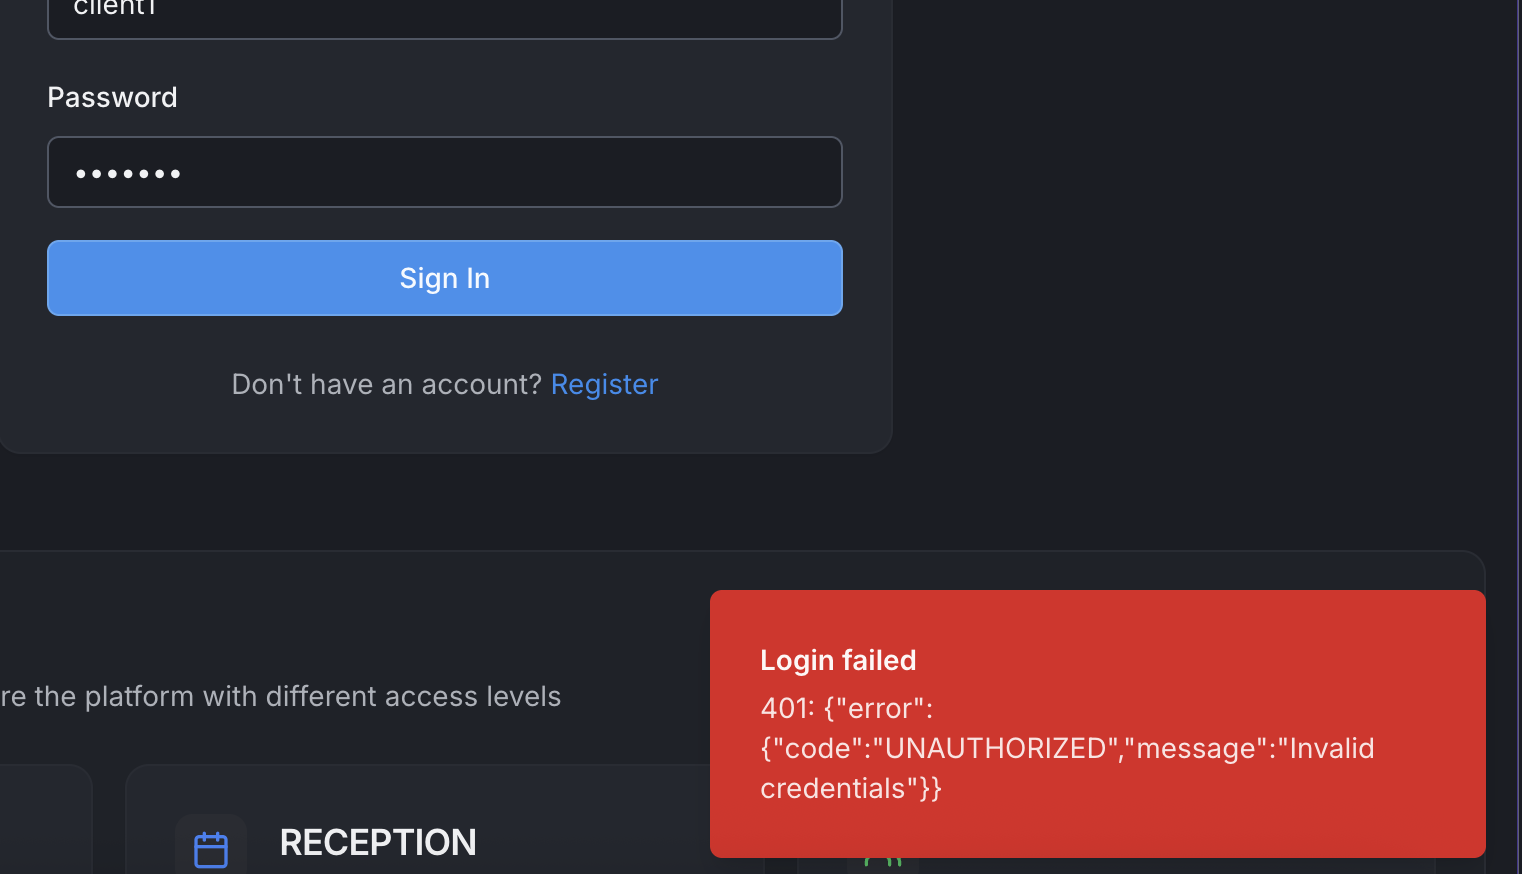 client1
Password
Sign In
Don't have an account? Register
Login failed
401: {"error":
{"code":"UNAUTHORIZED","message":"Invalid
credentials"}}
re the platform with different access levels
RECEPTION